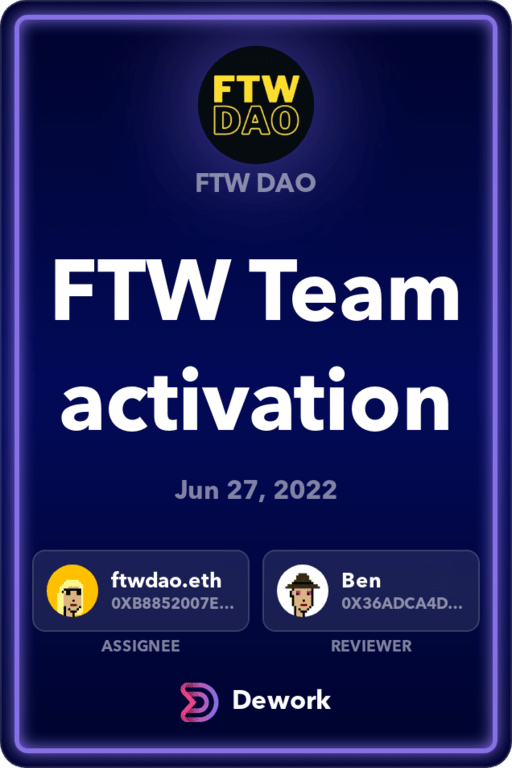 FTW
DAO
FTW DAO
FTW Team
activation
Jun 27, 2022
ftwdao.eth
0XB8852007E...
ASSIGNEE
Ben
0X36ADCA4D...
REVIEWER
Dework